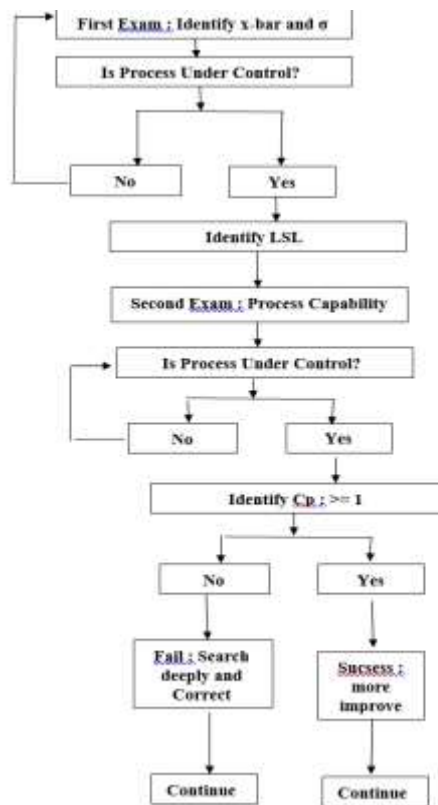 First Exam : Identify x-bar and σ
Is Process Under Control?
No
Yes
Identify LSL
Second Exam : Process Capability
Is Process Under Control?
No
Yes
Identify Cp : >= 1
No
Yes
Fail : Search
deeply and
Correct
Sucsess :
more
improve
Continue
Continue